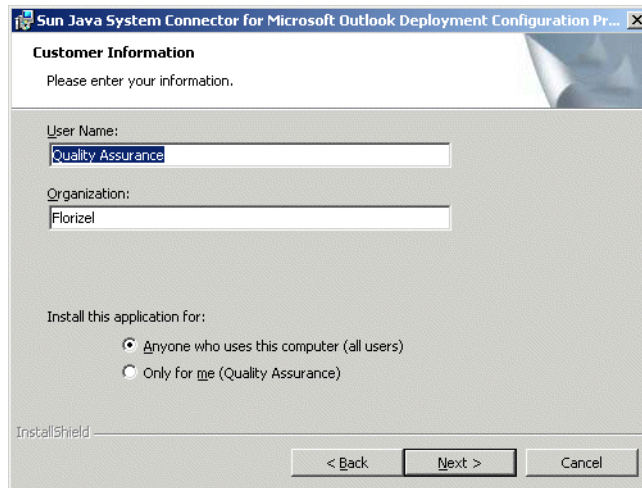 Sun Java System Connector for Microsoft Outlook Deployment Configuration Pr...
Customer Information
Please enter your information.
User Name:
Quality Assurance
Organization:
Florizel
Install this application for:
Anyone who uses this computer (all users)
Only for me (Quality Assurance)
InstallShield
< Back Next > Cancel